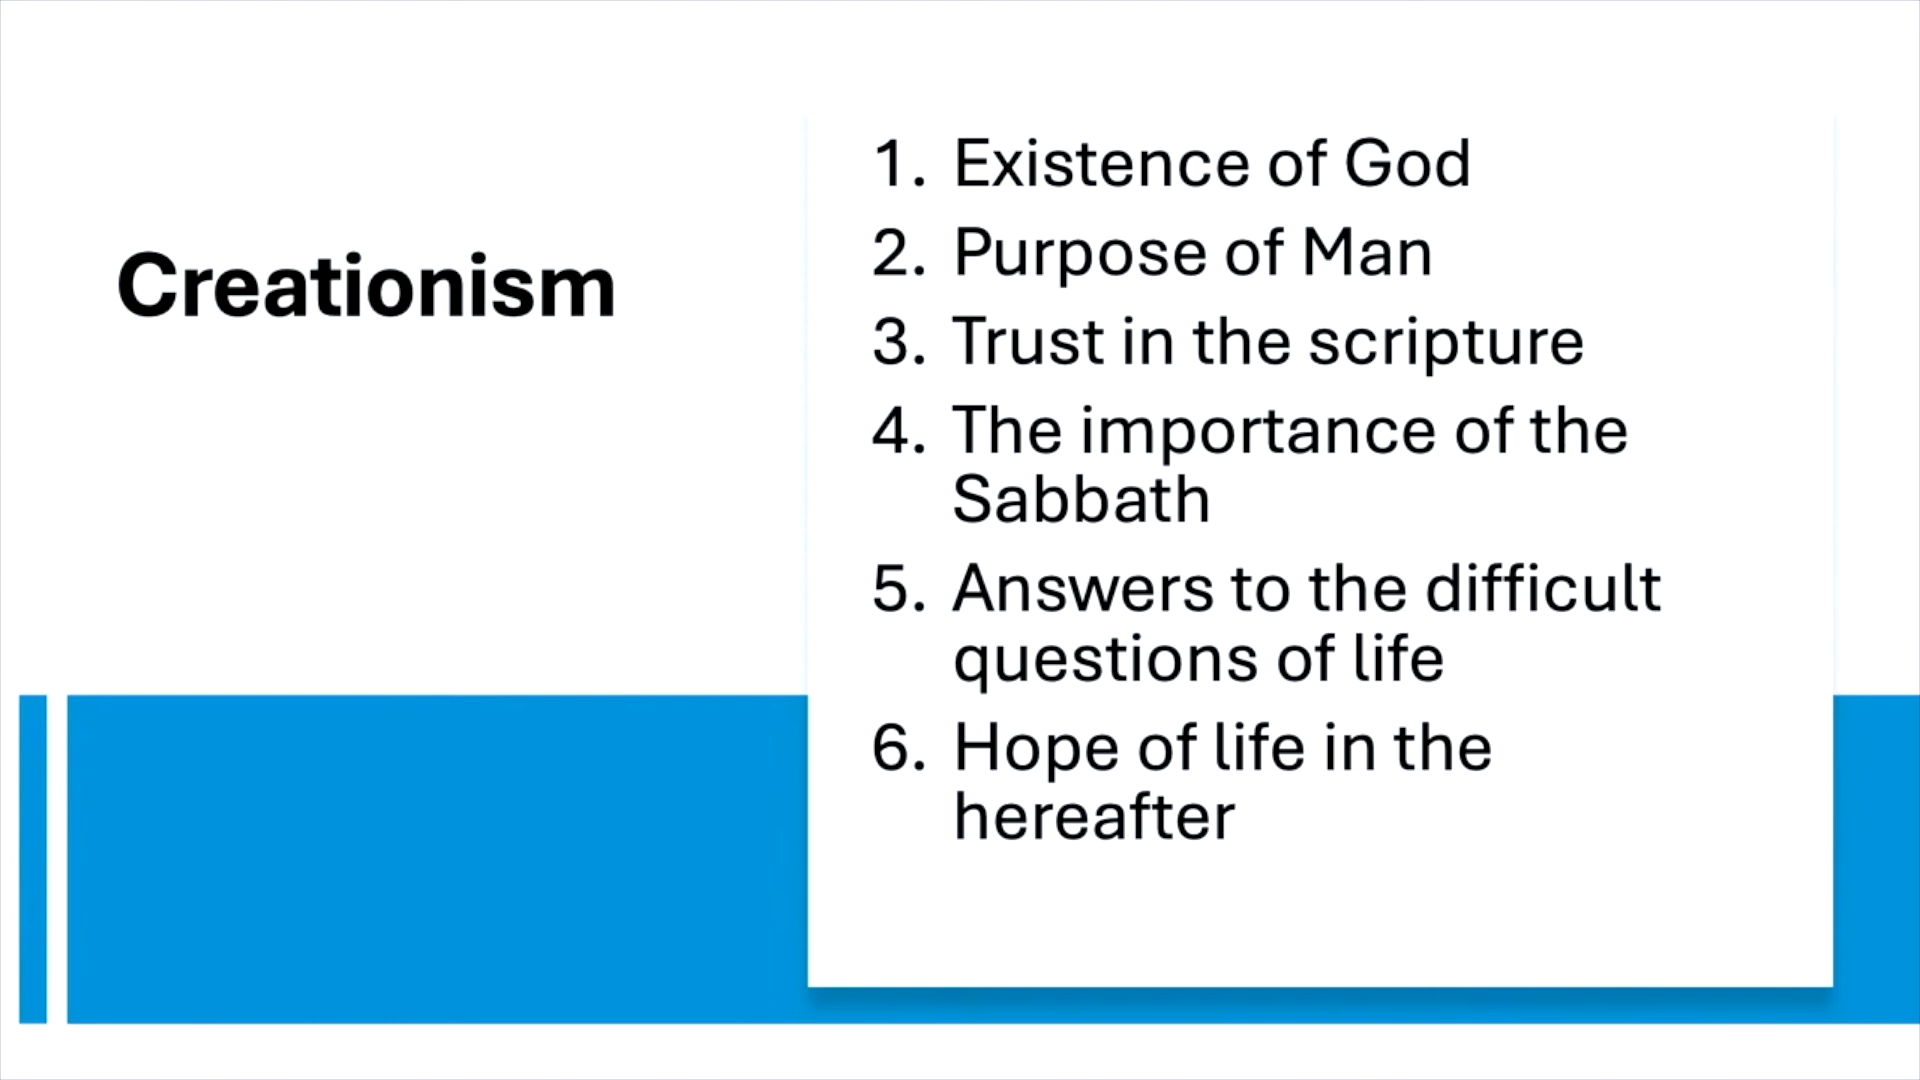 Creationism
1. Existence of God
2. Purpose of Man
3. Trust in the scripture
4. The importance of the
Sabbath
5. Answers to the difficult
questions of life
6. Hope of life in the
hereafter